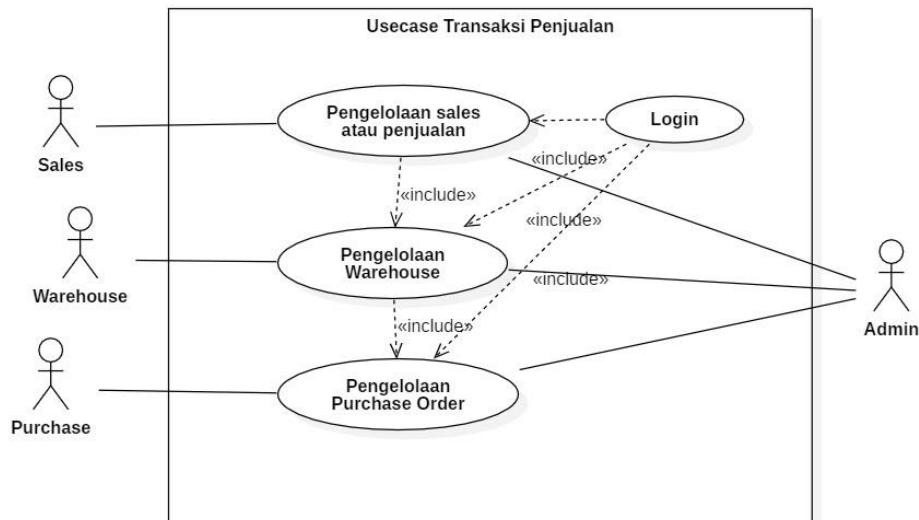 Usecase Transaksi Penjualan
Pengelolaan sales
atau penjualan
Login
Sales
«include»
«include»
«include»
Pengelolaan
Warehouse
Warehouse
«include»
Admin
«include»
Pengelolaan
Purchase Order
Purchase